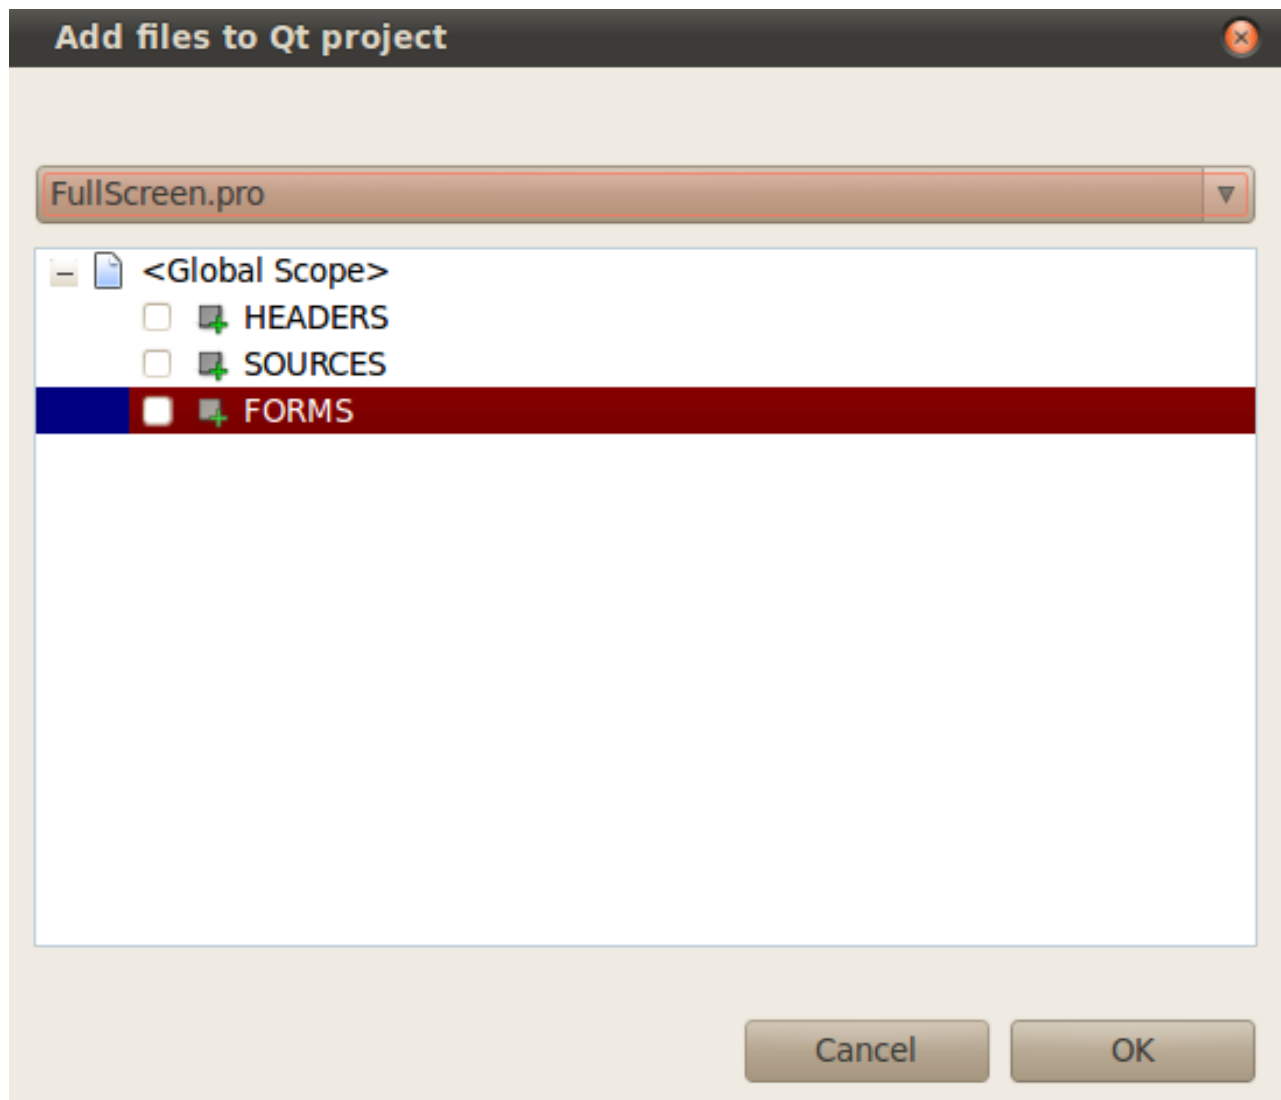 Add files to Qt project
FullScreen.pro
<Global Scope>
HEADERS
SOURCES
FORMS
Cancel
OK